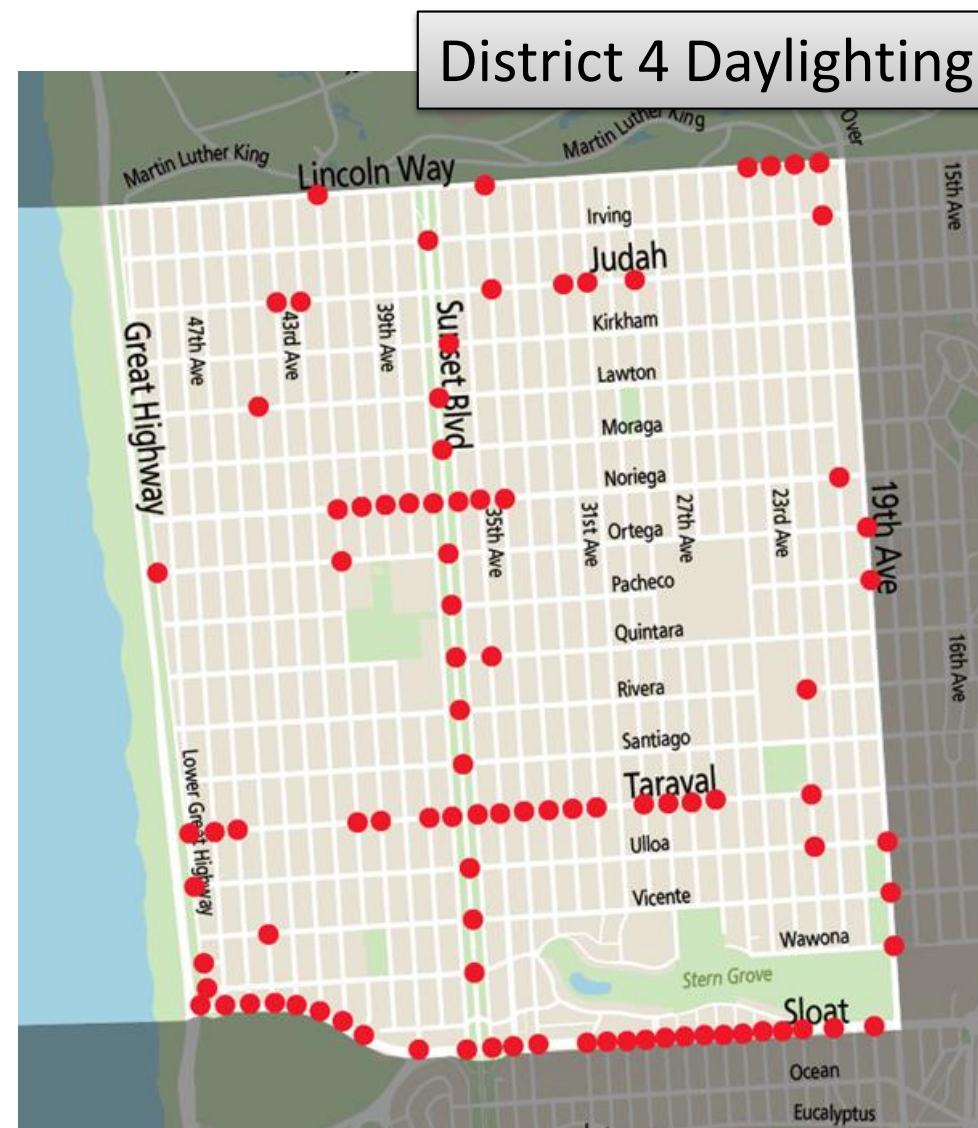 District 4 Daylighting
Over
Martin Luther King
Martin Luther King
Lincoln Way
15th Ave
Irving
Judah
Sunset Blvd
39th Ave
43rd Ave
47th Ave
Great Highway
Kirkham
Lawton
Moraga
Noriega
19th Ave
35th Ave
31st Ave
27th Ave
23rd Ave
Ortega
Pacheco
Quintara
16th Ave
Rivera
Santiago
Lower Great Highway
Taraval
Ulloa
Vicente
Wawona
Stern Grove
Sloat
Ocean
Eucalyptus